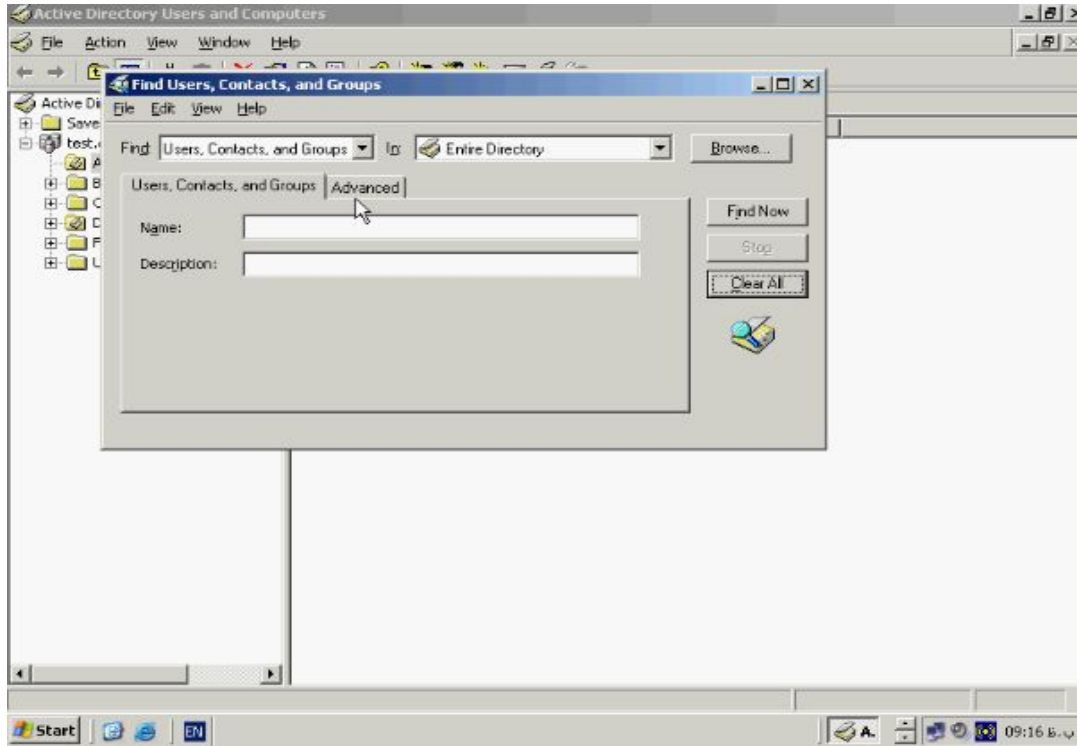 Active Directory Users and Computers
File Action View Window Help
Find Users, Contacts, and Groups
File Edit View Help
Active Di
Save
test.
A
B
C
D
F
U
Find: Users, Contacts, and Groups In: Entire Directory Browse...
Users, Contacts, and Groups Advanced
Name:
Description:
Find Now
Stop
Clear All
Start EN A. 09:16 ب.